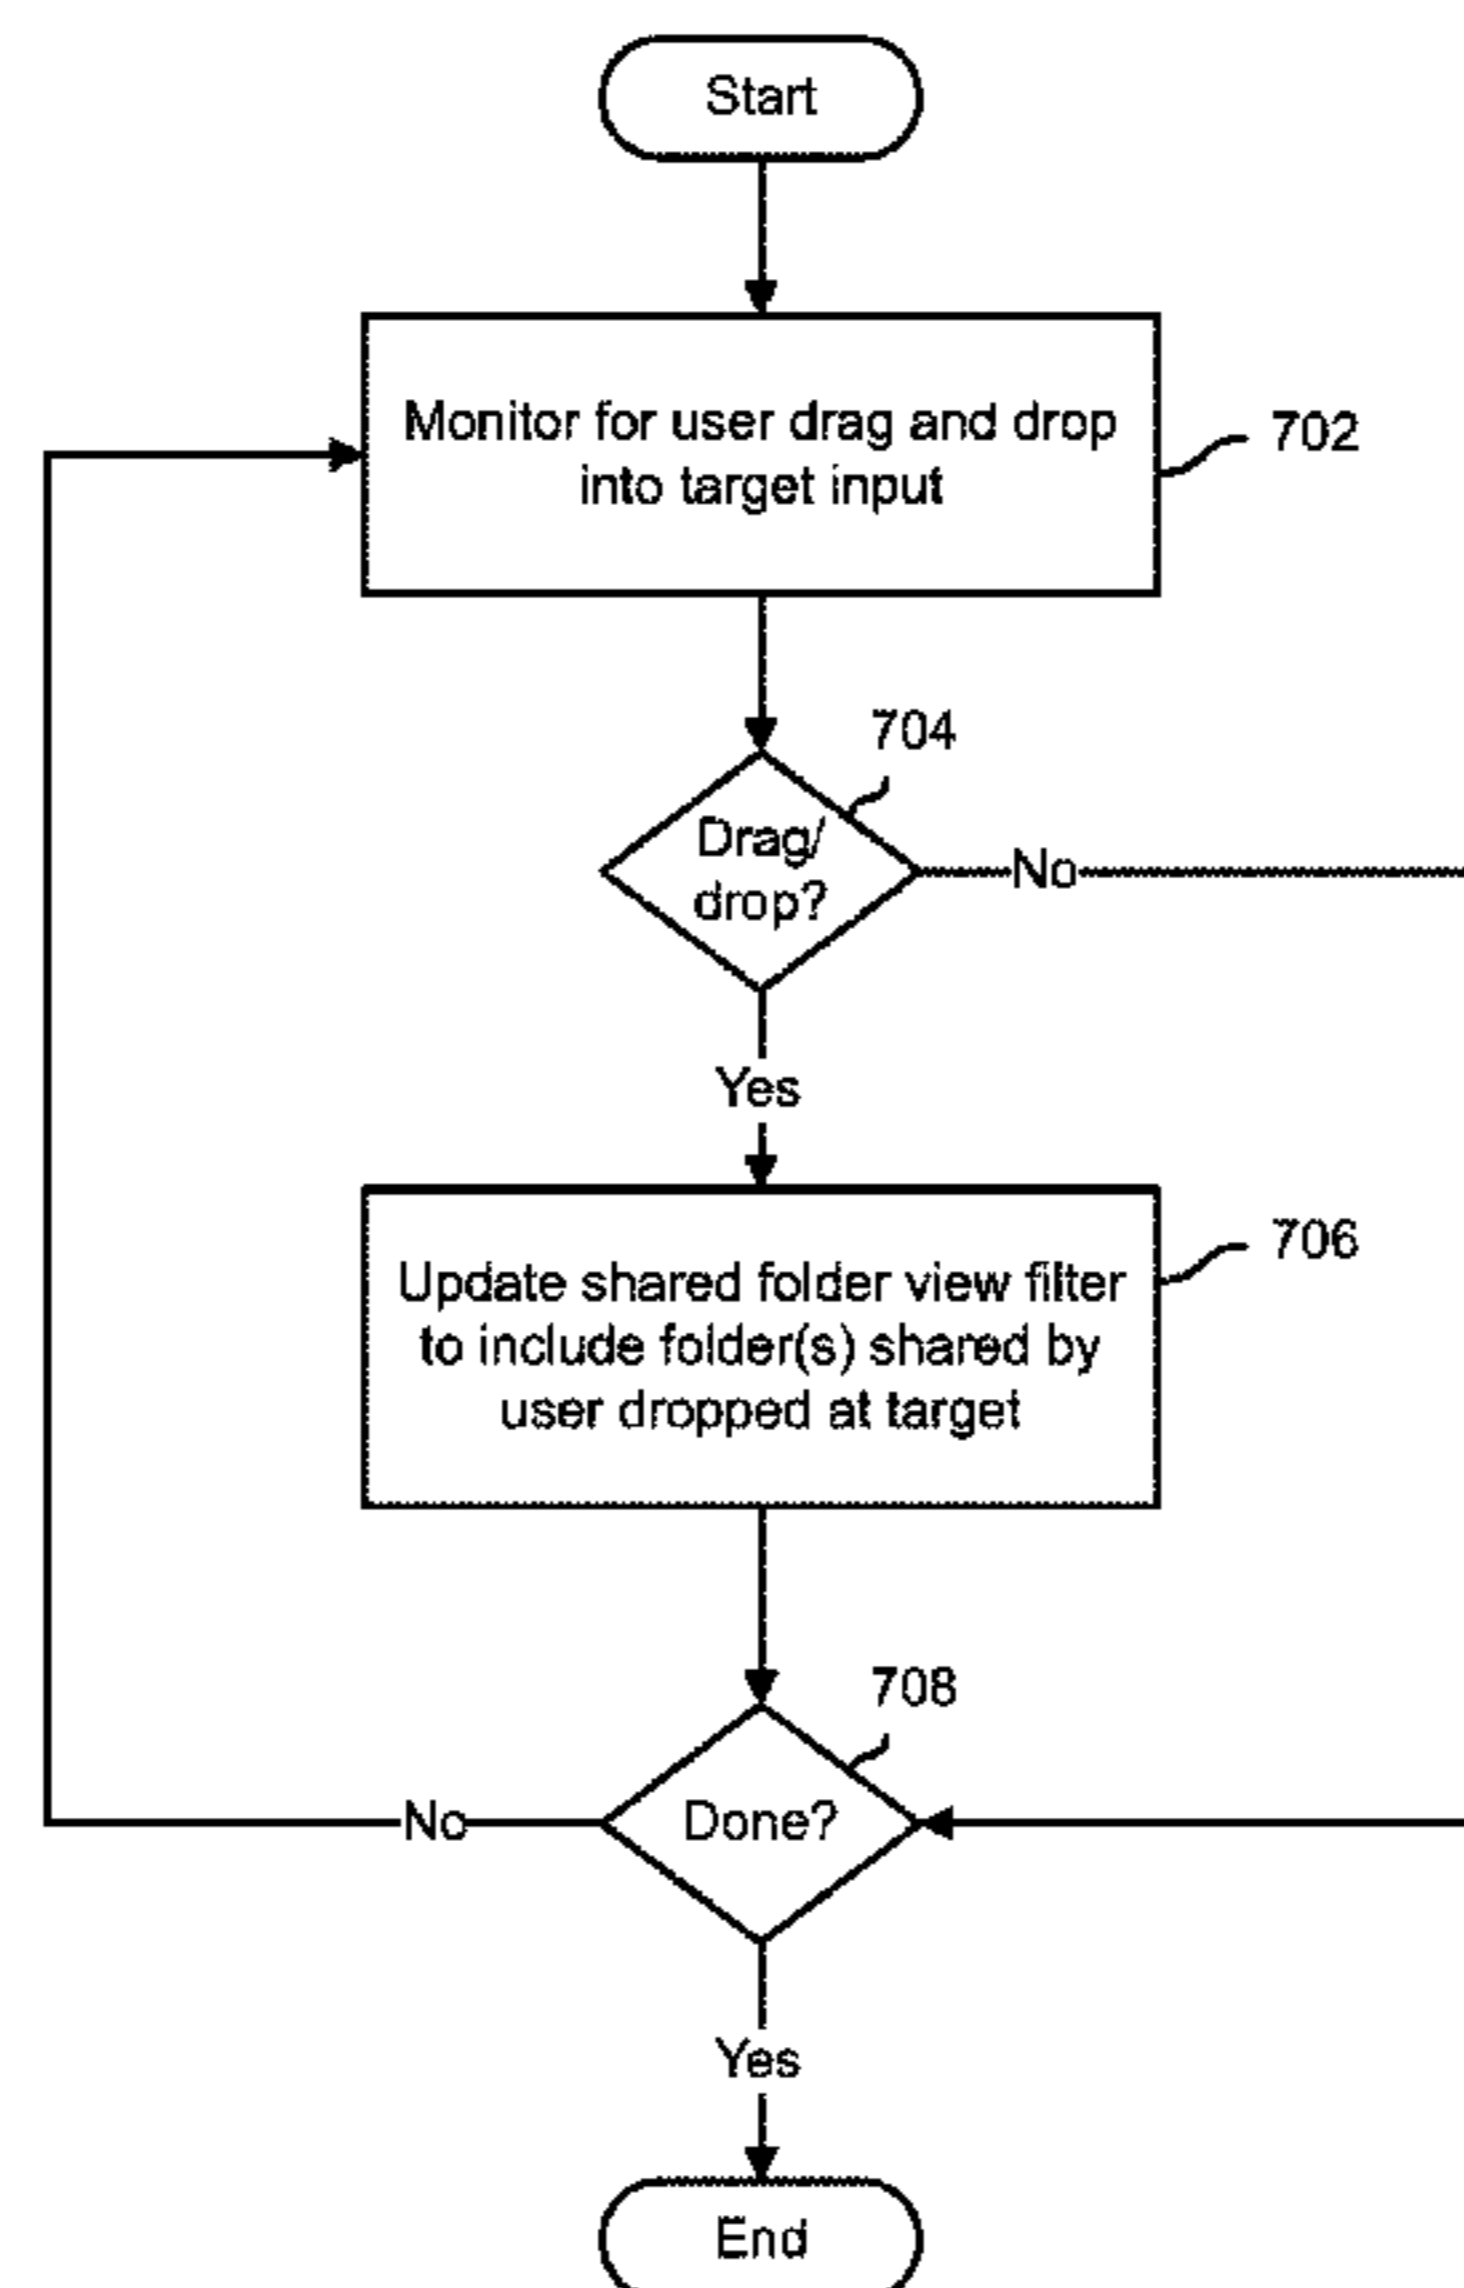 Start
Monitor for user drag and drop
into target input
702
704
Drag/
drop?
No
Yes
706
Update shared folder view filter
to include folder(s) shared by
user dropped at target
708
Done?
No
Yes
End